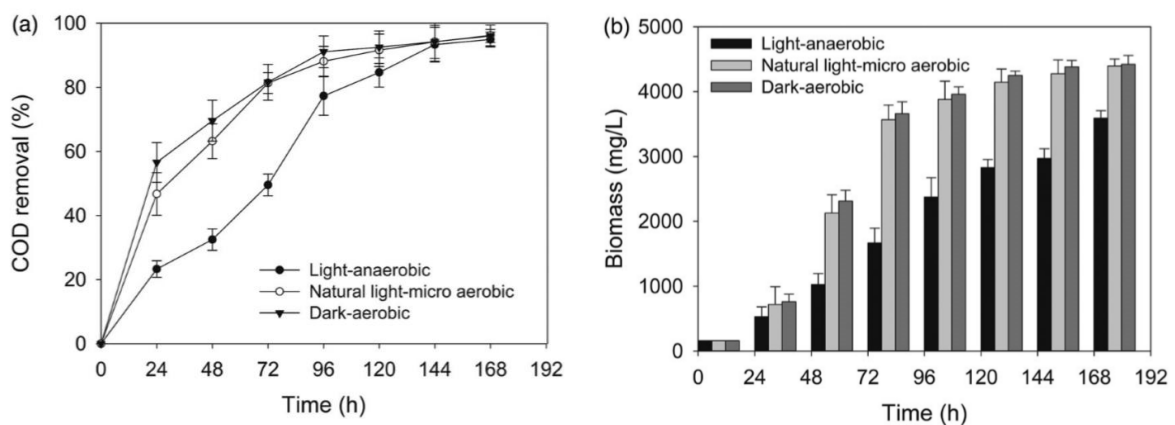 (a)
100
80
60
40
20
0
COD removal (%)
Light-anaerobic
Natural light-micro aerobic
Dark-aerobic
0 24 48 72 96 120 144 168 192
Time (h)
(b)
5000
4000
3000
2000
1000
0
Biomass (mg/L)
Light-anaerobic
Natural light-micro aerobic
Dark-aerobic
0 24 48 72 96 120 144 168 192
Time (h)